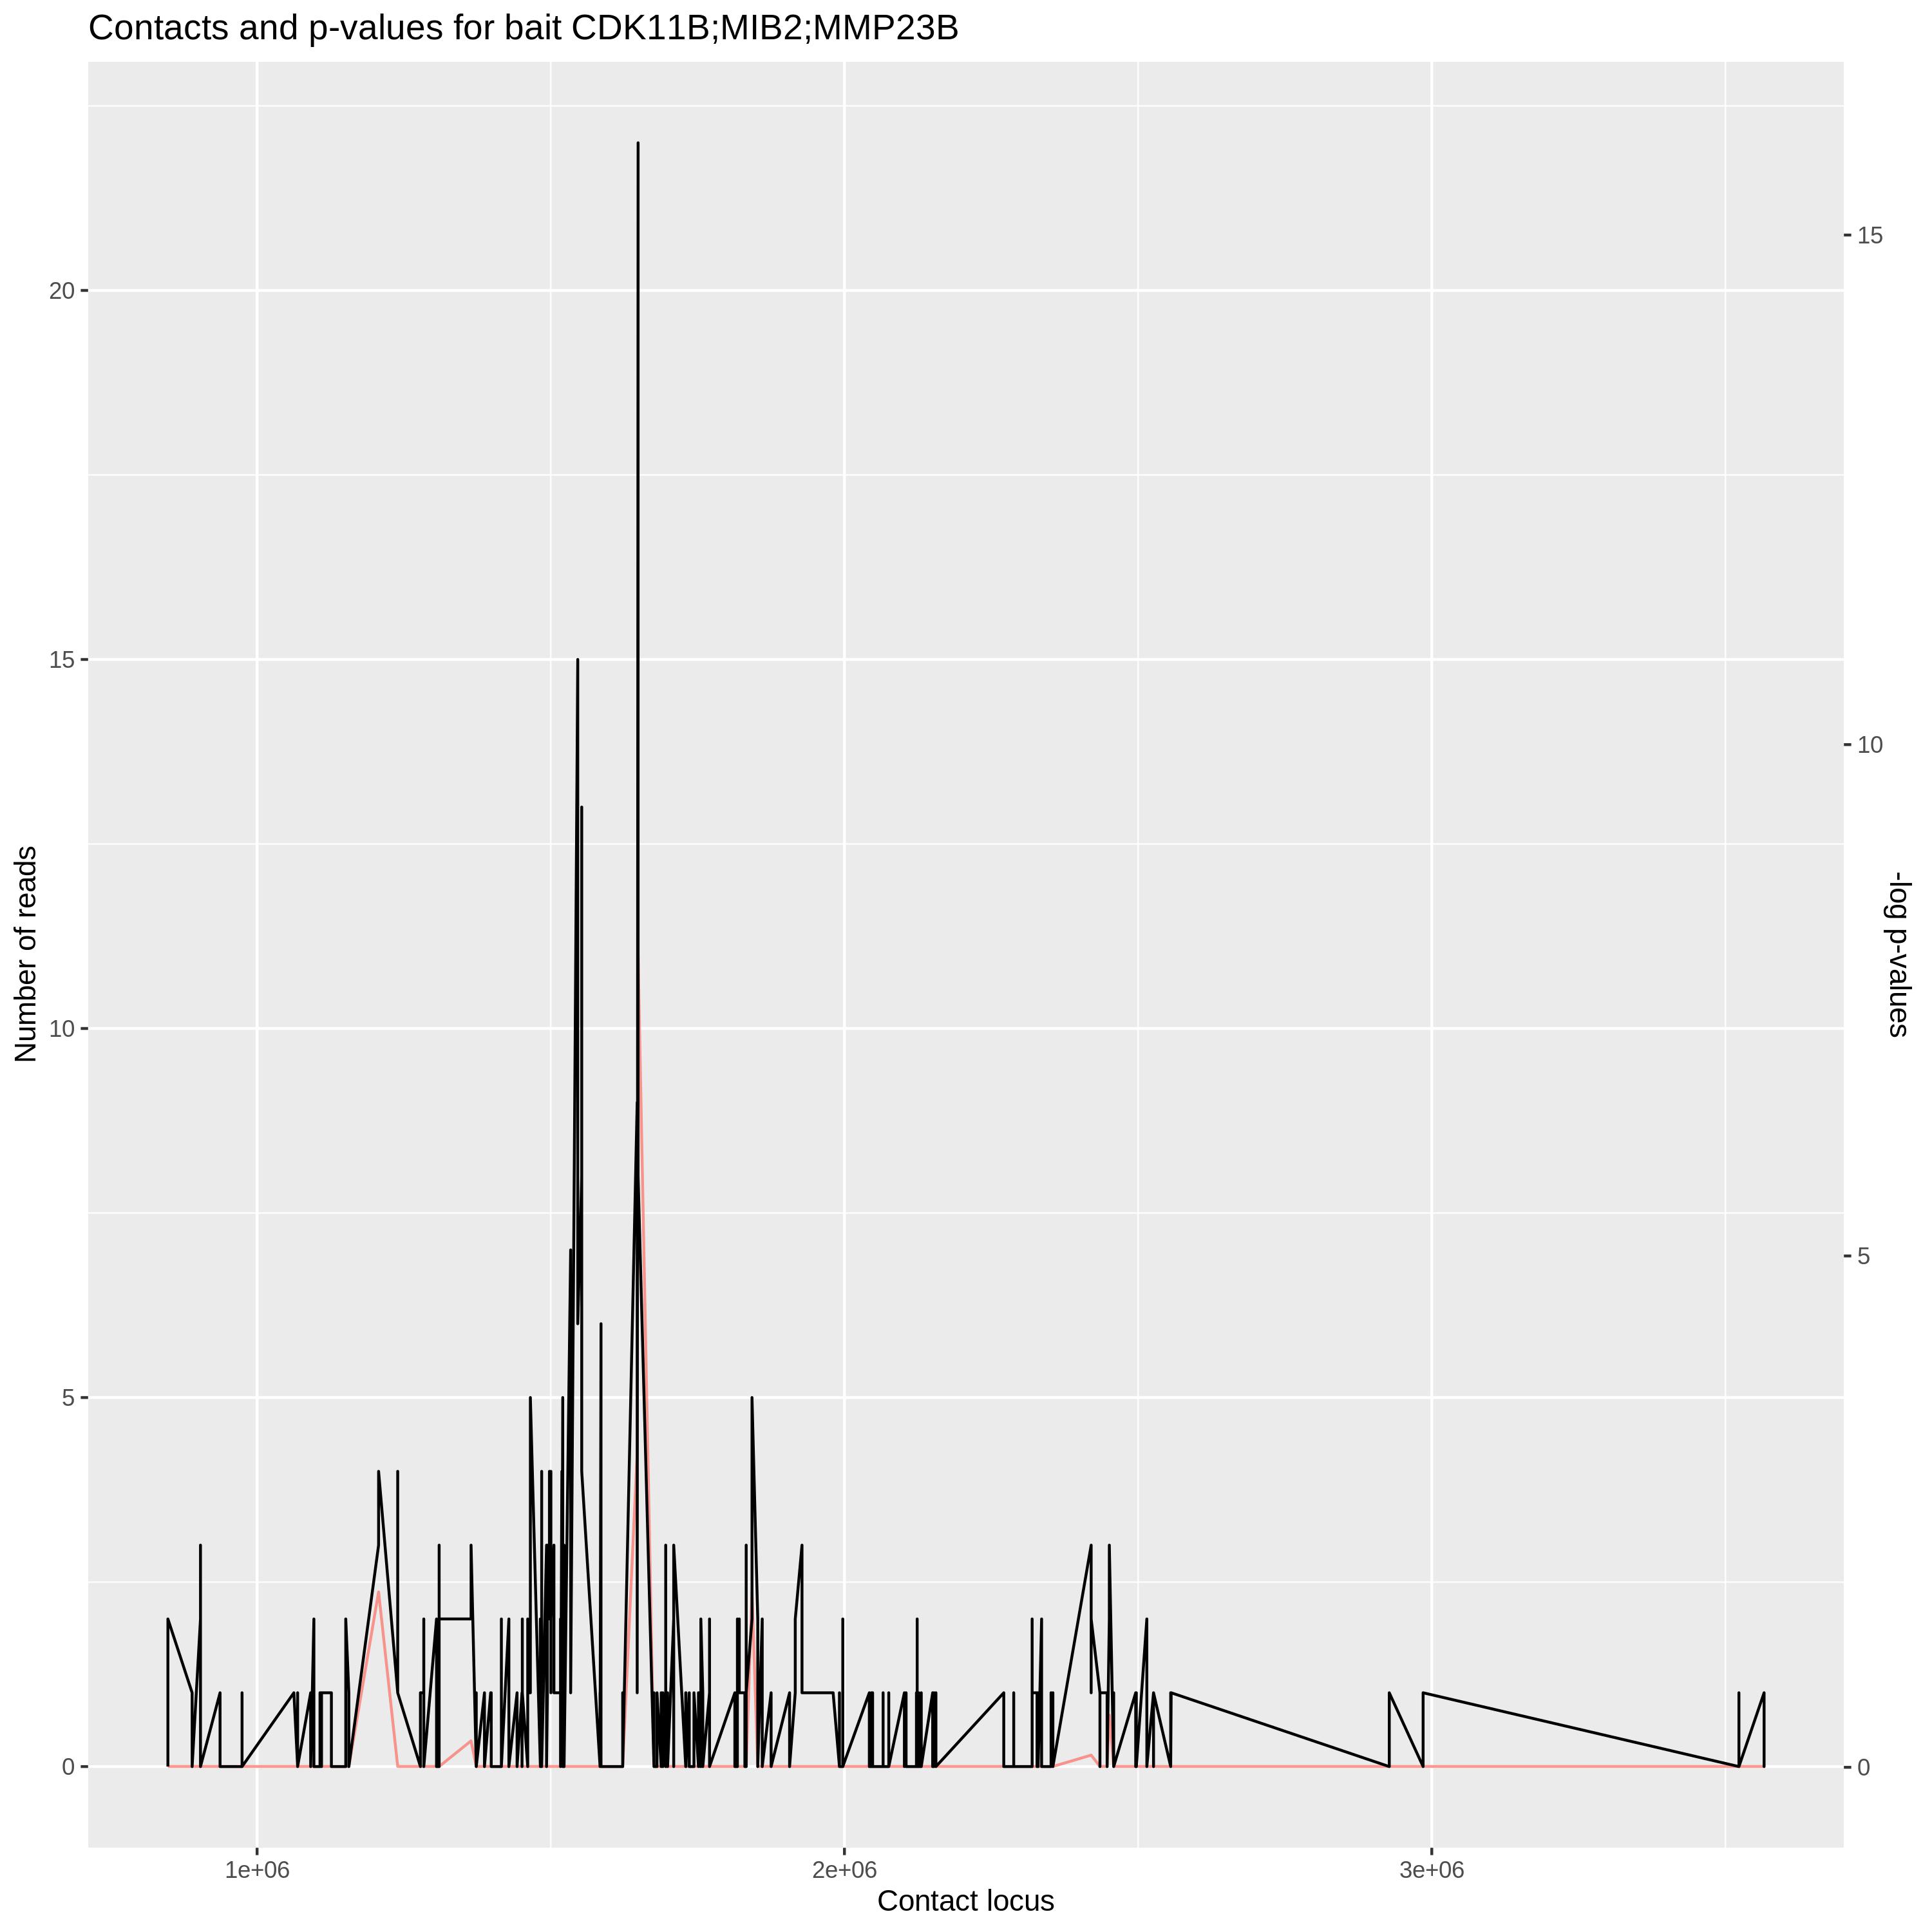 Contacts and p-values for bait CDK11B;MIB2;MMP23B
Number of reads
20
15
10
5
0
15
10
5
0
-log p-values
1e+06
2e+06
3e+06
Contact locus